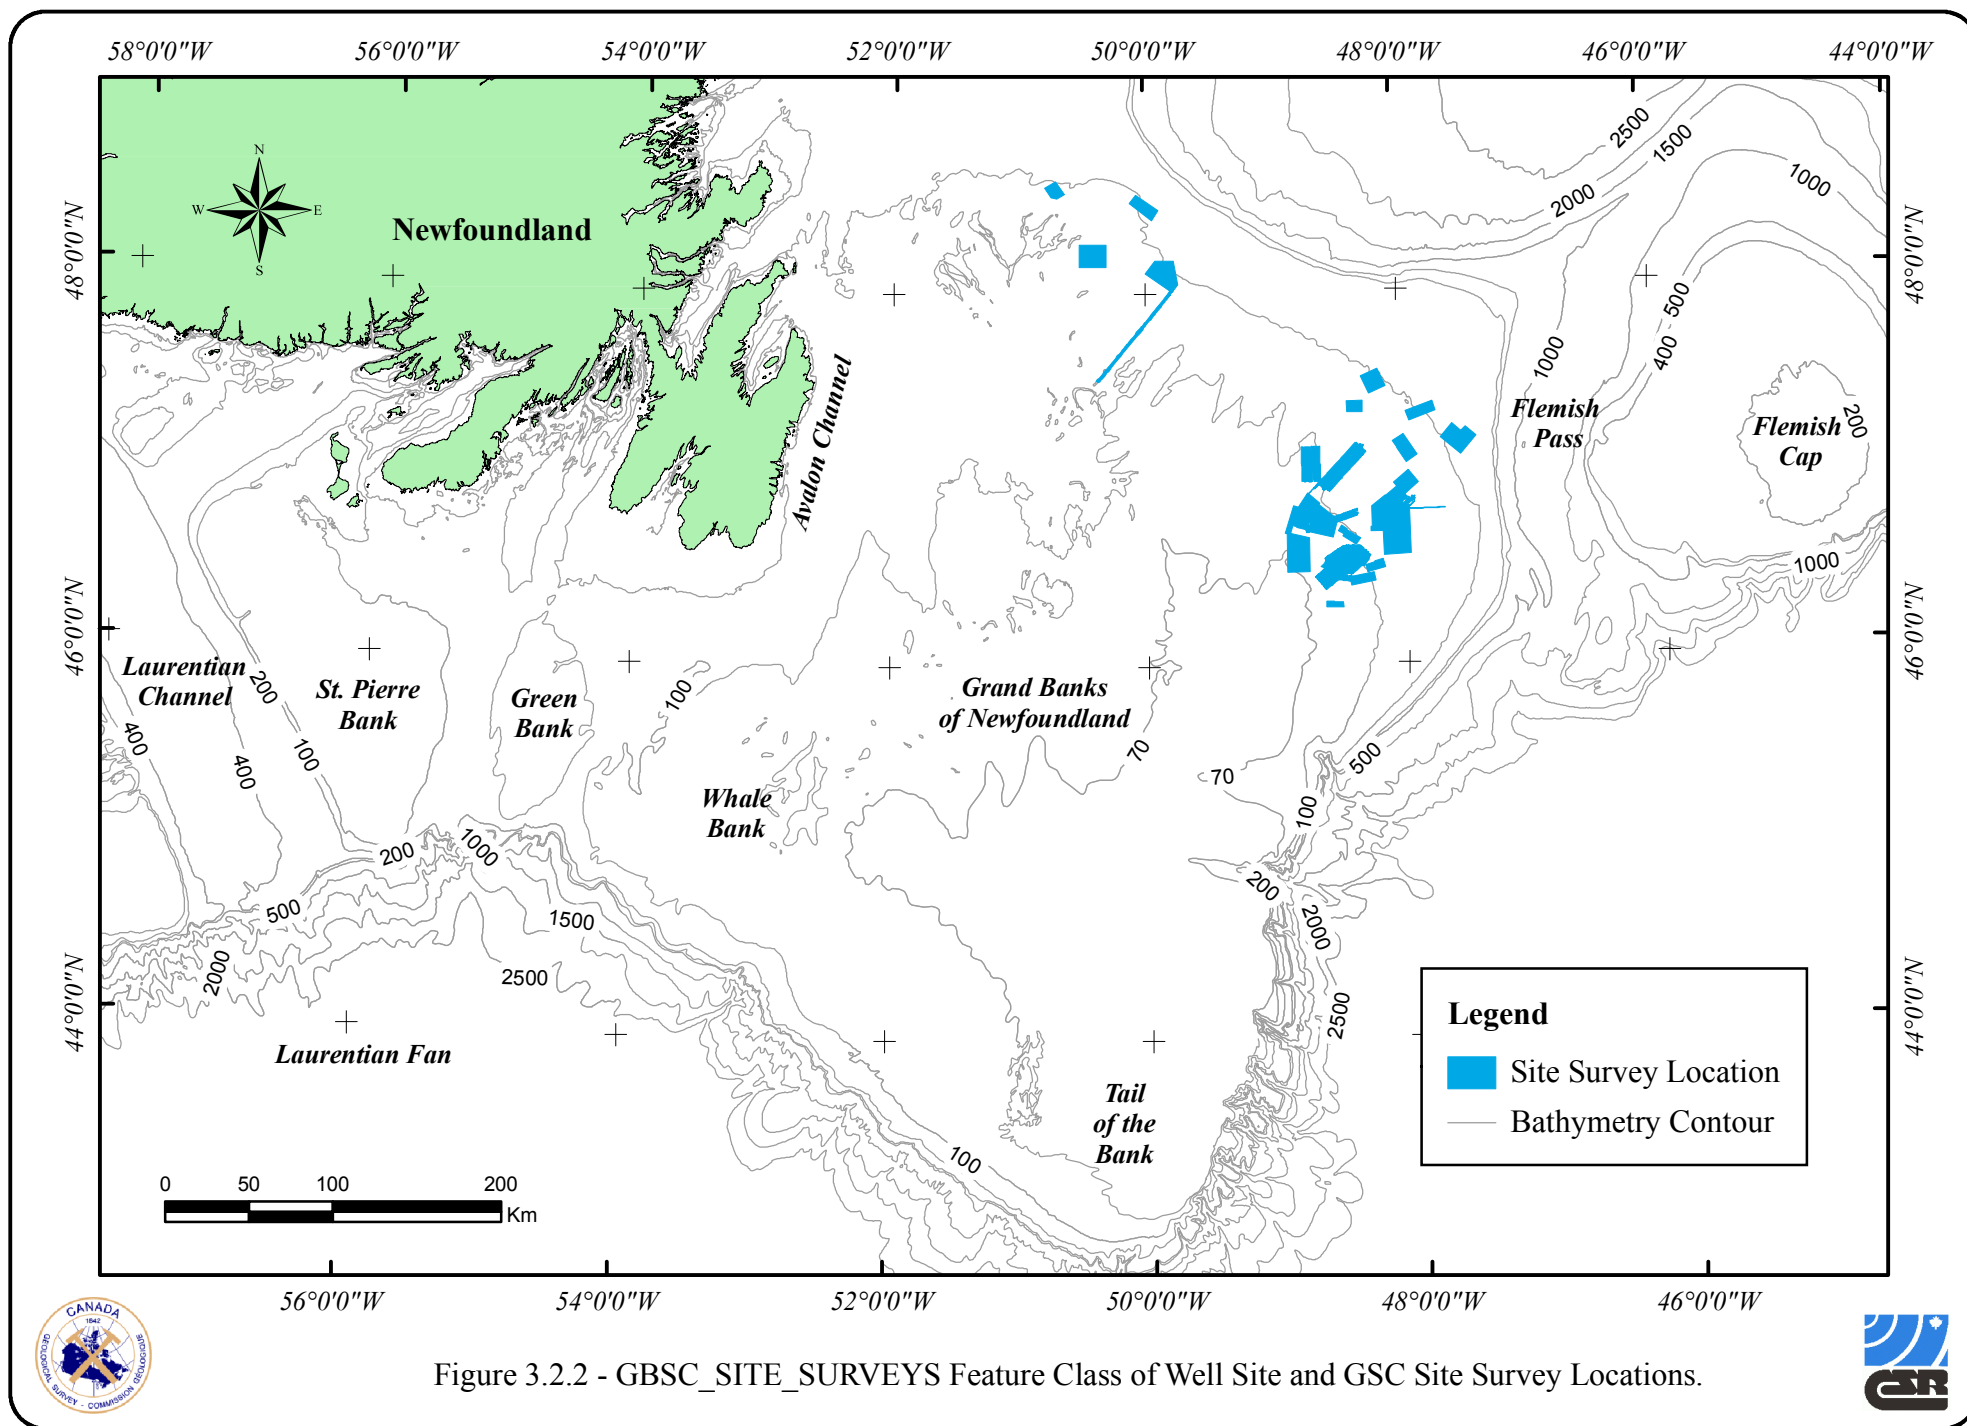 58°0'0"W 56°0'0"W 54°0'0"W 52°0'0"W 50°0'0"W 48°0'0"W 46°0'0"W 44°0'0"W
2500
1500
1000
2000
N
W E
S
Newfoundland
48°0'0"N
48°0'0"N
500
400
1000
Avalon Channel
Flemish
Pass
200
Flemish
Cap
1000
46°0'0"N
46°0'0"N
Laurentian
Channel
200
St. Pierre
Bank
Green
Bank
100
Grand Banks
of Newfoundland
400
400
100
70
70
500
Whale
Bank
100
200
1000
200
500
1500
2000
2000
2500
2500
44°0'0"N
44°0'0"N
Laurentian Fan
Tail
of the
Bank
100
Legend
Site Survey Location
Bathymetry Contour
0 50 100 200
Km
56°0'0"W 54°0'0"W 52°0'0"W 50°0'0"W 48°0'0"W 46°0'0"W
CANADA
1842
GEOLOGICAL SURVEY - COMMISSION GÉOLOGIQUE
Figure 3.2.2 - GBSC_SITE_SURVEYS Feature Class of Well Site and GSC Site Survey Locations.
CSR